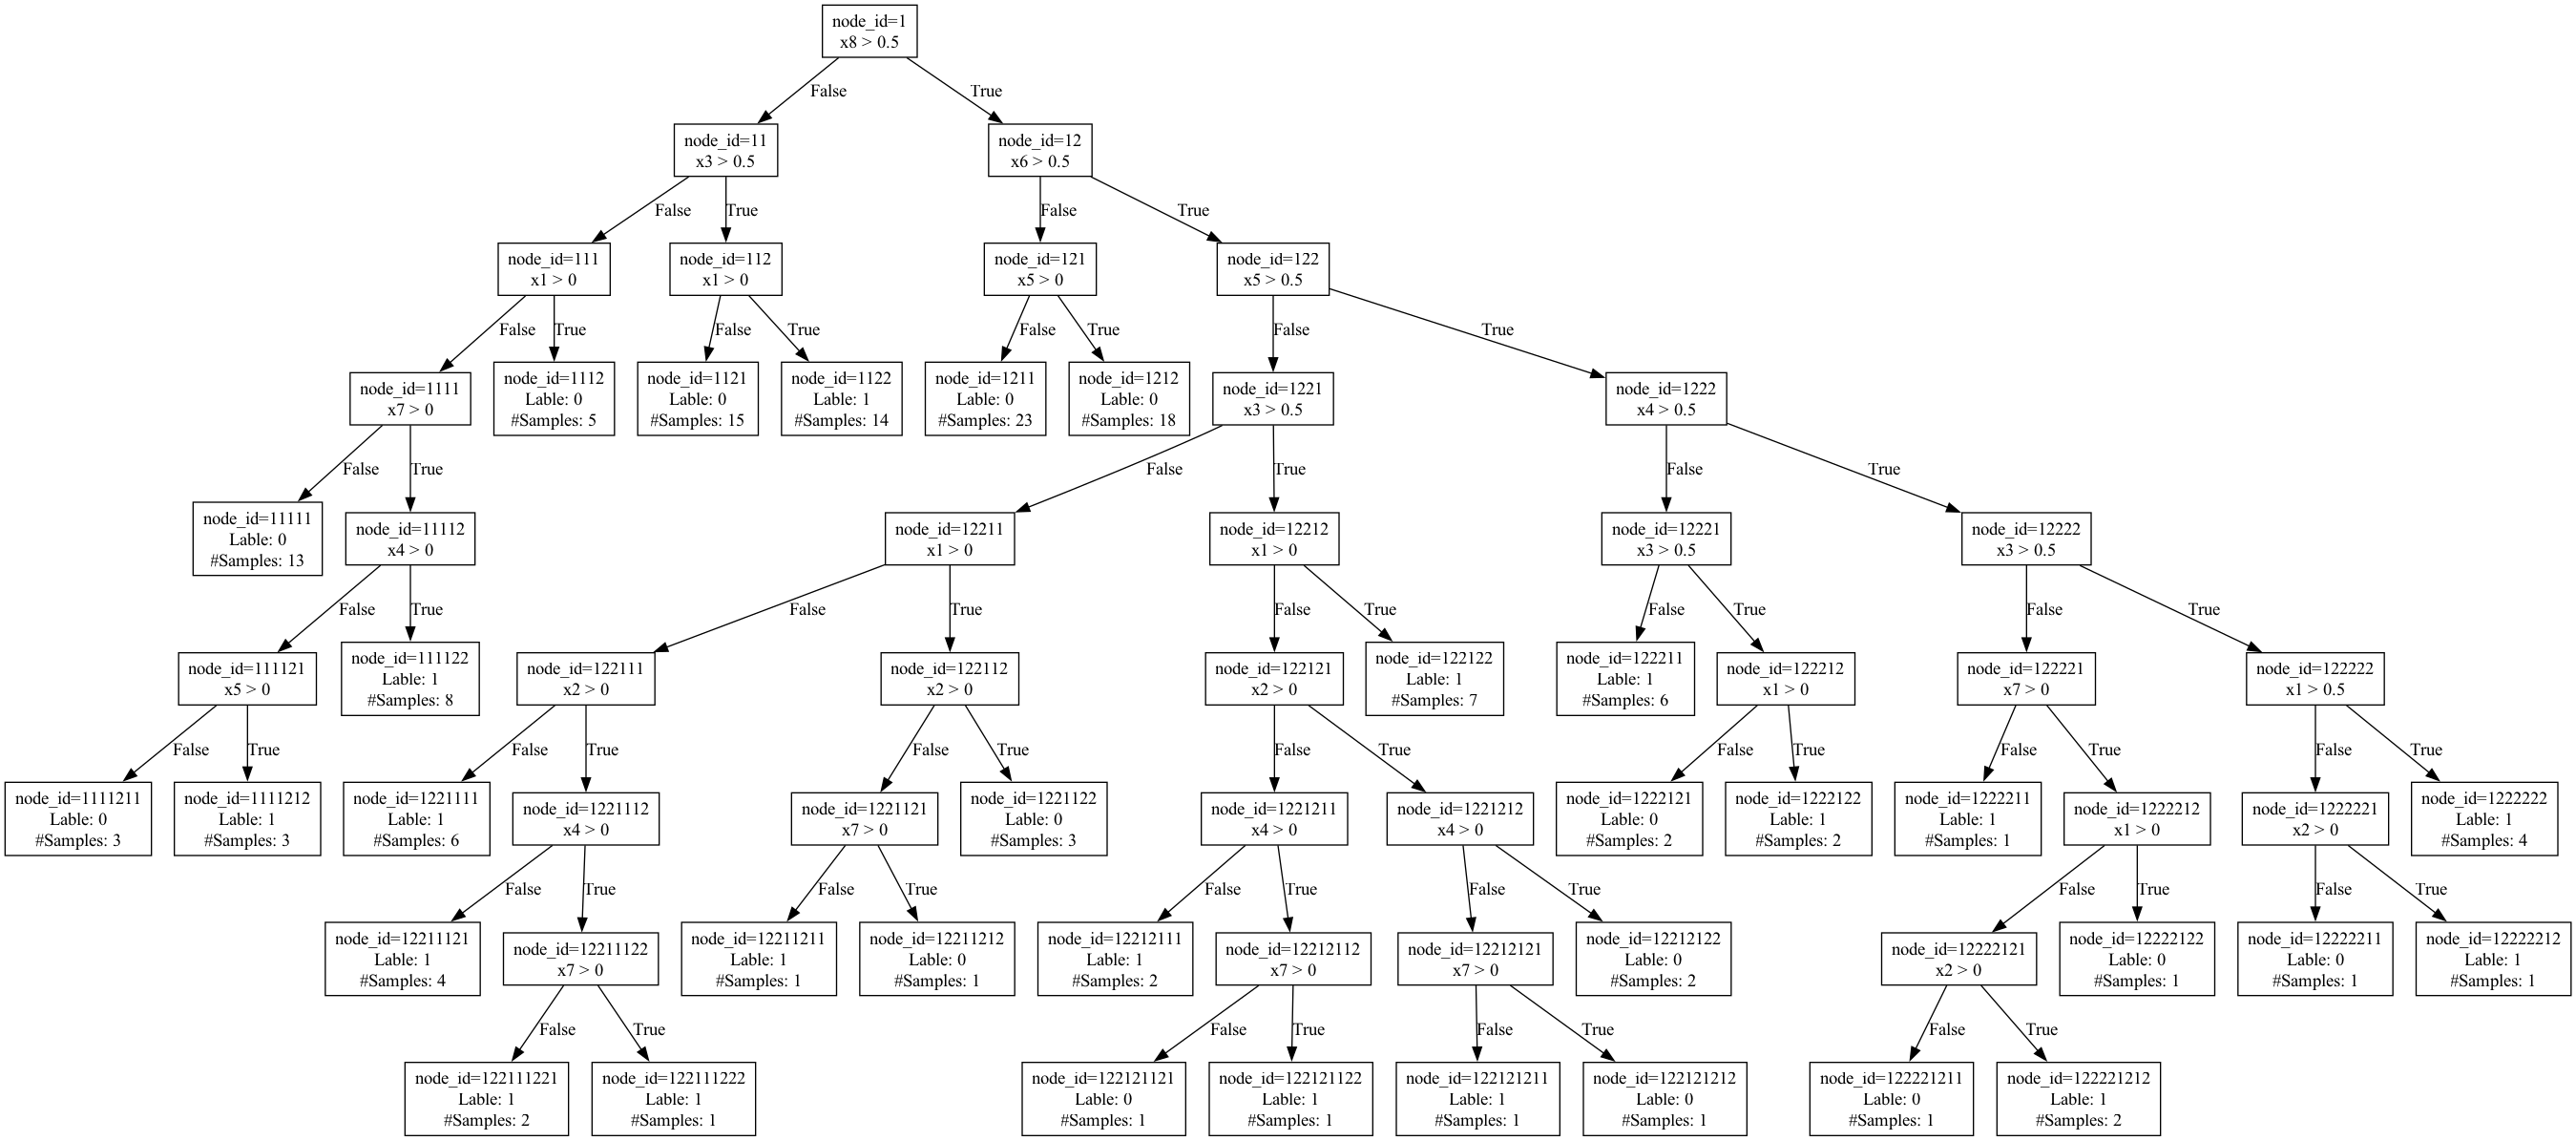 node_id=1
x8 > 0.5
False
True
node_id=11
x3 > 0.5
node_id=12
x6 > 0.5
False
True
False
True
node_id=111
x1 > 0
node_id=112
x1 > 0
node_id=121
x5 > 0
node_id=122
x5 > 0.5
False
True
False
True
False
True
False
True
node_id=1111
x7 > 0
node_id=1112
Lable: 0
#Samples: 5
node_id=1121
Lable: 0
#Samples: 15
node_id=1122
Lable: 1
#Samples: 14
node_id=1211
Lable: 0
#Samples: 23
node_id=1212
Lable: 0
#Samples: 18
node_id=1221
x3 > 0.5
node_id=1222
x4 > 0.5
False
True
False
True
False
True
node_id=11111
Lable: 0
#Samples: 13
node_id=11112
x4 > 0
node_id=12211
x1 > 0
node_id=12212
x1 > 0
node_id=12221
x3 > 0.5
node_id=12222
x3 > 0.5
False
True
False
True
False
True
False
True
False
True
node_id=111121
x5 > 0
node_id=111122
Lable: 1
#Samples: 8
node_id=122111
x2 > 0
node_id=122112
x2 > 0
node_id=122121
x2 > 0
node_id=122122
Lable: 1
#Samples: 7
node_id=122211
Lable: 1
#Samples: 6
node_id=122212
x1 > 0
node_id=122221
x7 > 0
node_id=122222
x1 > 0.5
False
True
False
True
False
True
False
True
False
True
False
True
False
True
node_id=1111211
Lable: 0
#Samples: 3
node_id=1111212
Lable: 1
#Samples: 3
node_id=1221111
Lable: 1
#Samples: 6
node_id=1221112
x4 > 0
node_id=1221121
x7 > 0
node_id=1221122
Lable: 0
#Samples: 3
node_id=1221211
x4 > 0
node_id=1221212
x4 > 0
node_id=1222121
Lable: 0
#Samples: 2
node_id=1222122
Lable: 1
#Samples: 2
node_id=1222211
Lable: 1
#Samples: 1
node_id=1222212
x1 > 0
node_id=1222221
x2 > 0
node_id=1222222
Lable: 1
#Samples: 4
False
True
False
True
False
True
False
True
False
True
False
True
node_id=12211121
Lable: 1
#Samples: 4
node_id=12211122
x7 > 0
node_id=12211211
Lable: 1
#Samples: 1
node_id=12211212
Lable: 0
#Samples: 1
node_id=12212111
Lable: 1
#Samples: 2
node_id=12212112
x7 > 0
node_id=12212121
x7 > 0
node_id=12212122
Lable: 0
#Samples: 2
node_id=12222121
x2 > 0
node_id=12222122
Lable: 0
#Samples: 1
node_id=12222211
Lable: 0
#Samples: 1
node_id=12222212
Lable: 1
#Samples: 1
False
True
False
True
False
True
False
True
node_id=122111221
Lable: 1
#Samples: 2
node_id=122111222
Lable: 1
#Samples: 1
node_id=122121121
Lable: 0
#Samples: 1
node_id=122121122
Lable: 1
#Samples: 1
node_id=122121211
Lable: 1
#Samples: 1
node_id=122121212
Lable: 0
#Samples: 1
node_id=122221211
Lable: 0
#Samples: 1
node_id=122221212
Lable: 1
#Samples: 2